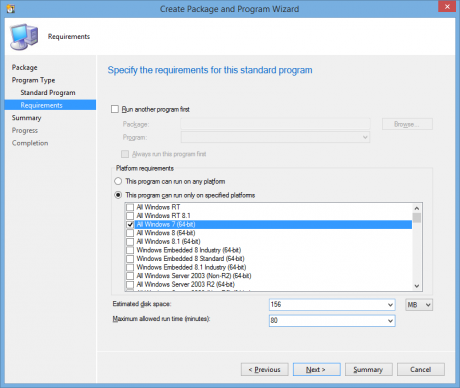 Create Package and Program Wizard
Requirements
Package
Program Type
Standard Program
Requirements
Summary
Progress
Completion
Specify the requirements for this standard program
Run another program first
Package:
Browse...
Program:
Always run this program first
Platform requirements
This program can run on any platform
This program can run only on specified platforms
All Windows RT
All Windows RT 8.1
All Windows 7 (64-bit)
All Windows 8 (64-bit)
All Windows 8.1 (64-bit)
Windows Embedded 8 Industry (64-bit)
Windows Embedded 8 Standard (64-bit)
Windows Embedded 8.1 Industry (64-bit)
All Windows Server 2003 (Non-R2) (64-bit)
All Windows Server 2003 R2 (64-bit)
Estimated disk space:
156
MB
Maximum allowed run time (minutes):
80
< Previous
Next >
Summary
Cancel